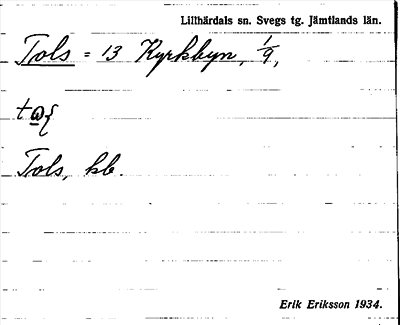 Lillhärdals sn. Svegs tg. Jämtlands län.
Tols = 13 Kyrkbyn, 1/9,
Tols, kb.
Erik Eriksson 1934.